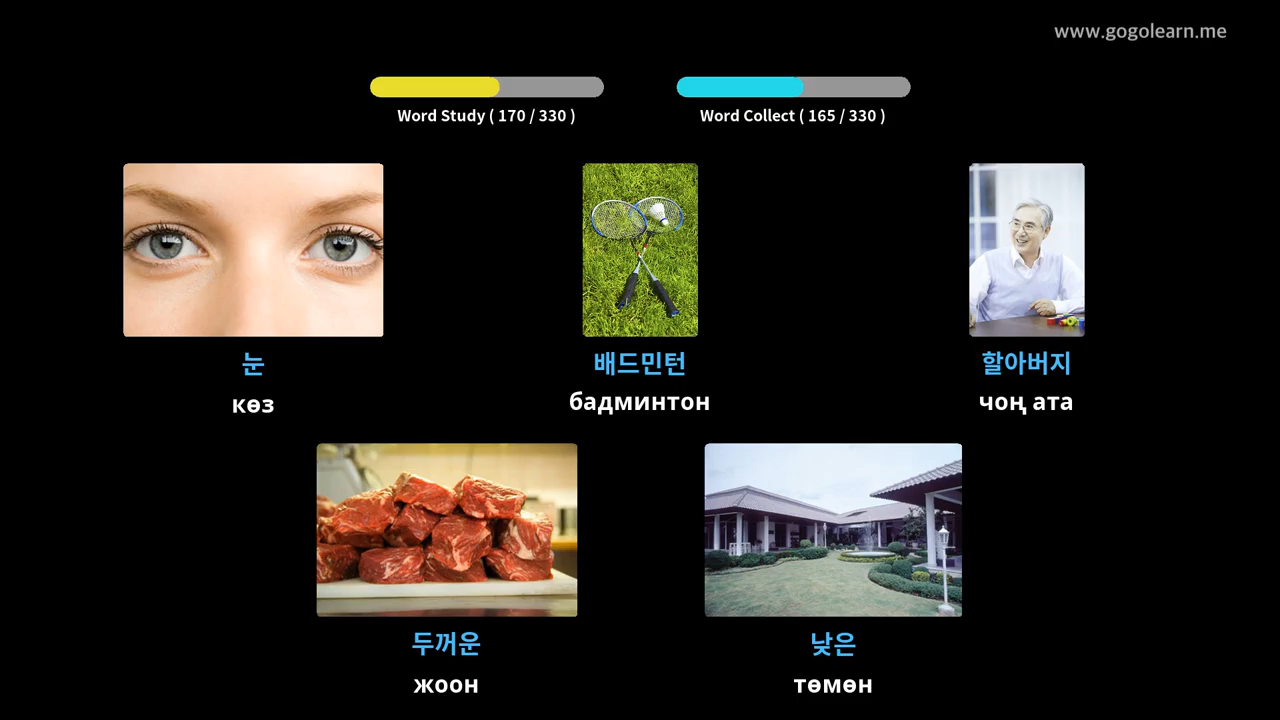 www.gogolearn.me
Word Study ( 170 / 330 )
Word Collect ( 165 / 330 )
눈
көз
배드민턴
бадминтон
할아버지
чоң ата
두꺼운
жоон
낮은
төмөн